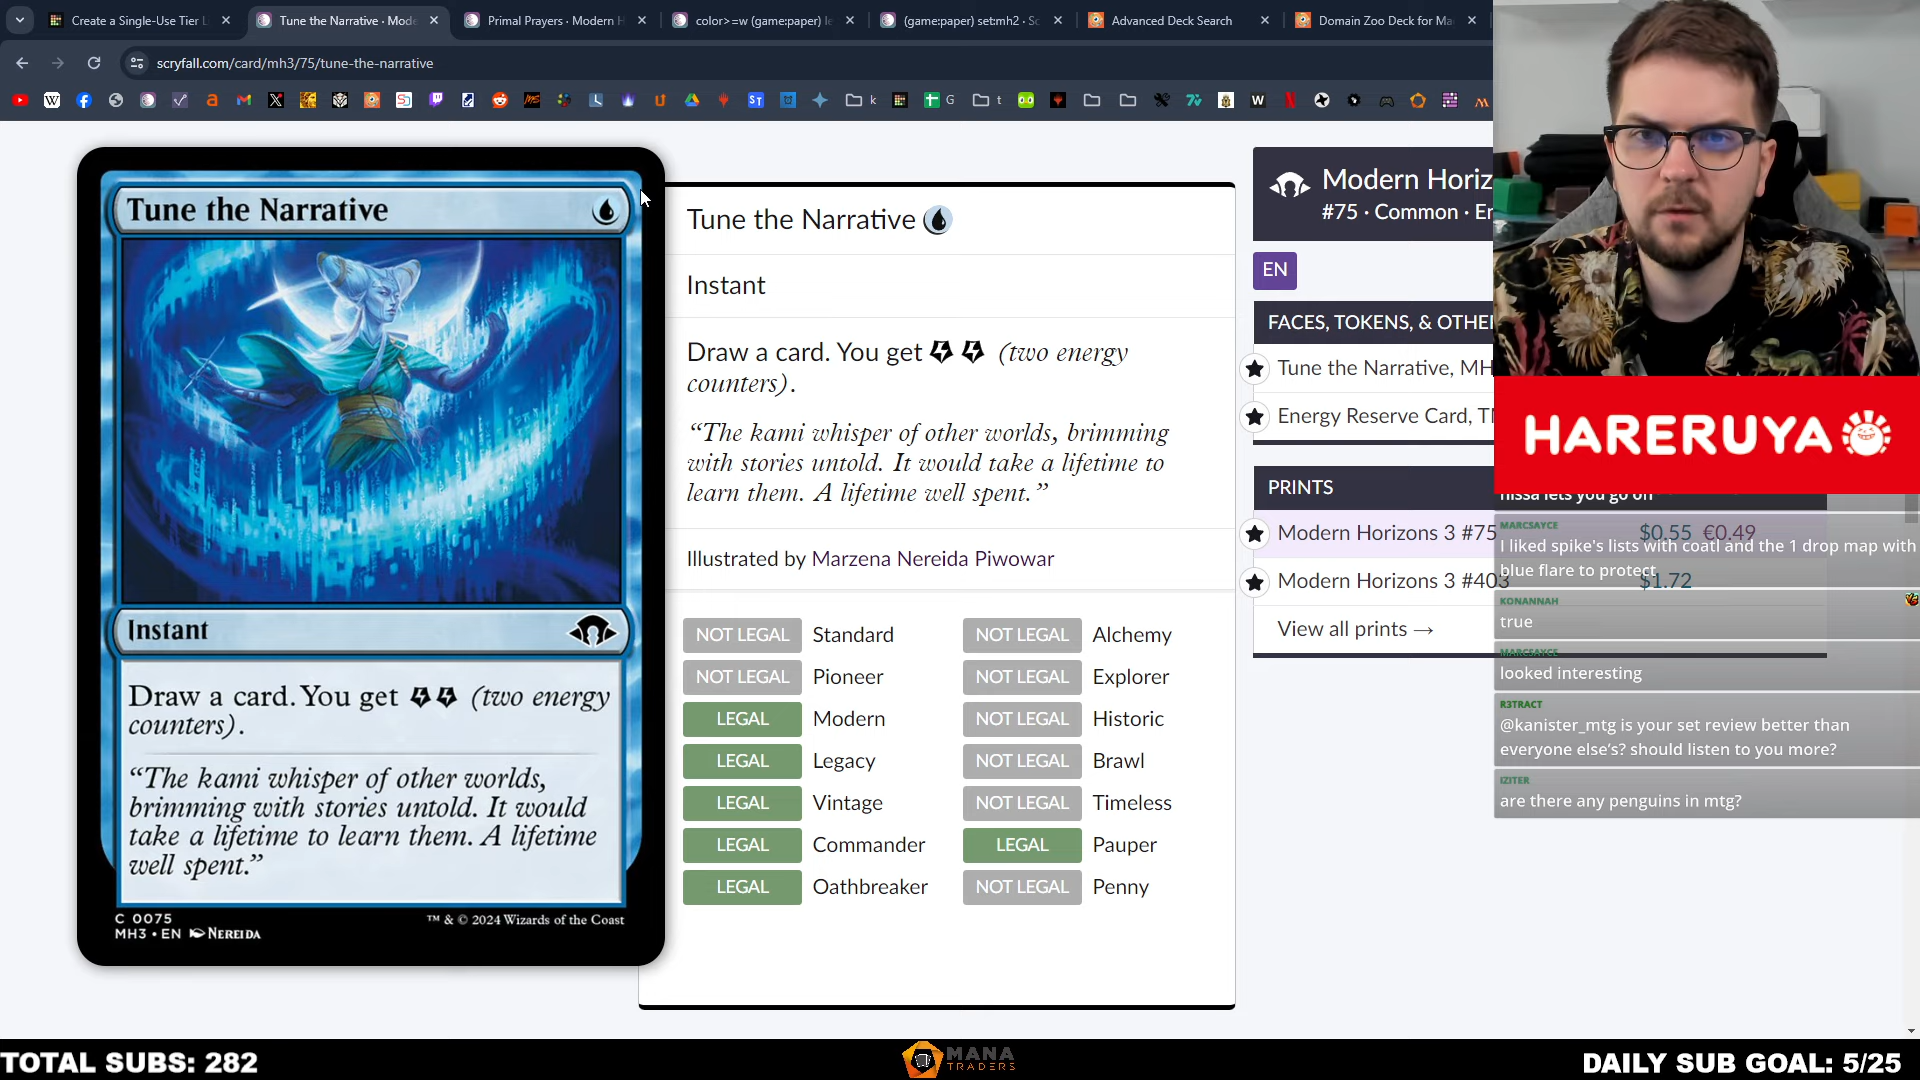 Create a Single-Use Tier L
Tune the Narrative · Mode
Primal Prayers · Modern H
color>=w (game:paper) le
(game:paper) set:mh2 · Sc
Advanced Deck Search
Domain Zoo Deck for Ma
scryfall.com/card/mh3/75/tune-the-narrative
k
G
t
Tune the Narrative
Instant
Draw a card. You get (two energy
counters).
“The kami whisper of other worlds,
brimming with stories untold. It would
take a lifetime to learn them. A lifetime
well spent.”
C 0075
MH3 • EN NEREIDA
™ & © 2024 Wizards of the Coast
Tune the Narrative
Instant
Draw a card. You get (two energy
counters).
“The kami whisper of other worlds, brimming
with stories untold. It would take a lifetime to
learn them. A lifetime well spent.”
Illustrated by Marzena Nereida Piwowar
NOT LEGAL Standard NOT LEGAL Alchemy
NOT LEGAL Pioneer NOT LEGAL Explorer
LEGAL Modern NOT LEGAL Historic
LEGAL Legacy NOT LEGAL Brawl
LEGAL Vintage NOT LEGAL Timeless
LEGAL Commander LEGAL Pauper
LEGAL Oathbreaker NOT LEGAL Penny
Modern Horiz
#75 · Common · En
EN
FACES, TOKENS, & OTHE
Tune the Narrative, MH
Energy Reserve Card, T
PRINTS
Modern Horizons 3 #75 $0.55 €0.49
Modern Horizons 3 #403 $1.72
View all prints →
HARERUYA
nissa lets you go off
MARCSAYCE
I liked spike's lists with coatl and the 1 drop map with
blue flare to protect
KONANNAH
true
MARCSAYCE
looked interesting
R3TRACT
@kanister_mtg is your set review better than
everyone else's? should listen to you more?
IZITER
are there any penguins in mtg?
TOTAL SUBS: 282
MANA
TRADERS
DAILY SUB GOAL: 5/25